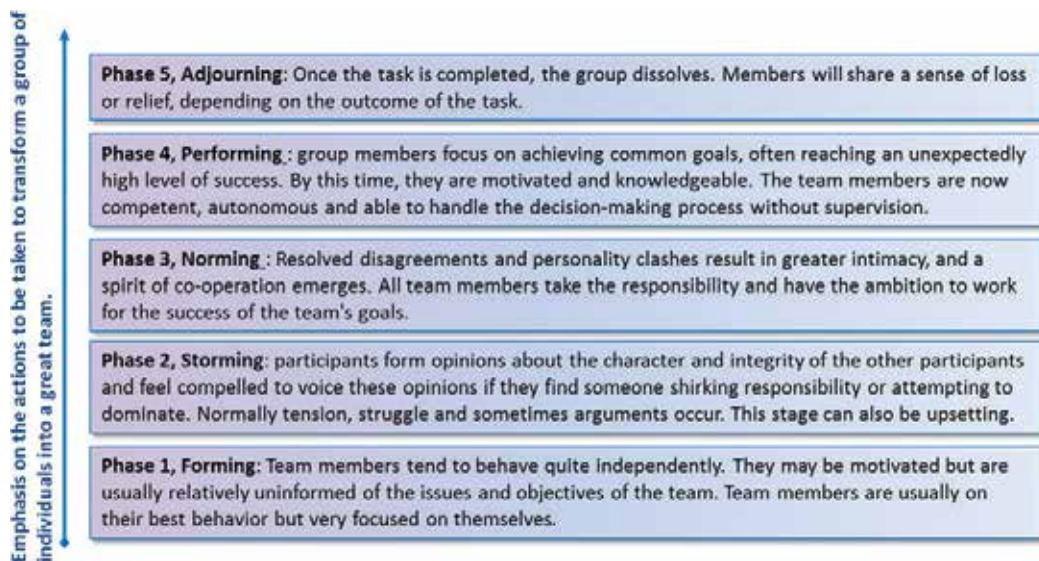 Emphasis on the actions to be taken to transform a group of
individuals into a great team.
Phase 5, Adjourning: Once the task is completed, the group dissolves. Members will share a sense of loss
or relief, depending on the outcome of the task.
Phase 4, Performing : group members focus on achieving common goals, often reaching an unexpectedly
high level of success. By this time, they are motivated and knowledgeable. The team members are now
competent, autonomous and able to handle the decision-making process without supervision.
Phase 3, Norming : Resolved disagreements and personality clashes result in greater intimacy, and a
spirit of co-operation emerges. All team members take the responsibility and have the ambition to work
for the success of the team's goals.
Phase 2, Storming: participants form opinions about the character and integrity of the other participants
and feel compelled to voice these opinions if they find someone shirking responsibility or attempting to
dominate. Normally tension, struggle and sometimes arguments occur. This stage can also be upsetting.
Phase 1, Forming: Team members tend to behave quite independently. They may be motivated but are
usually relatively uninformed of the issues and objectives of the team. Team members are usually on
their best behavior but very focused on themselves.